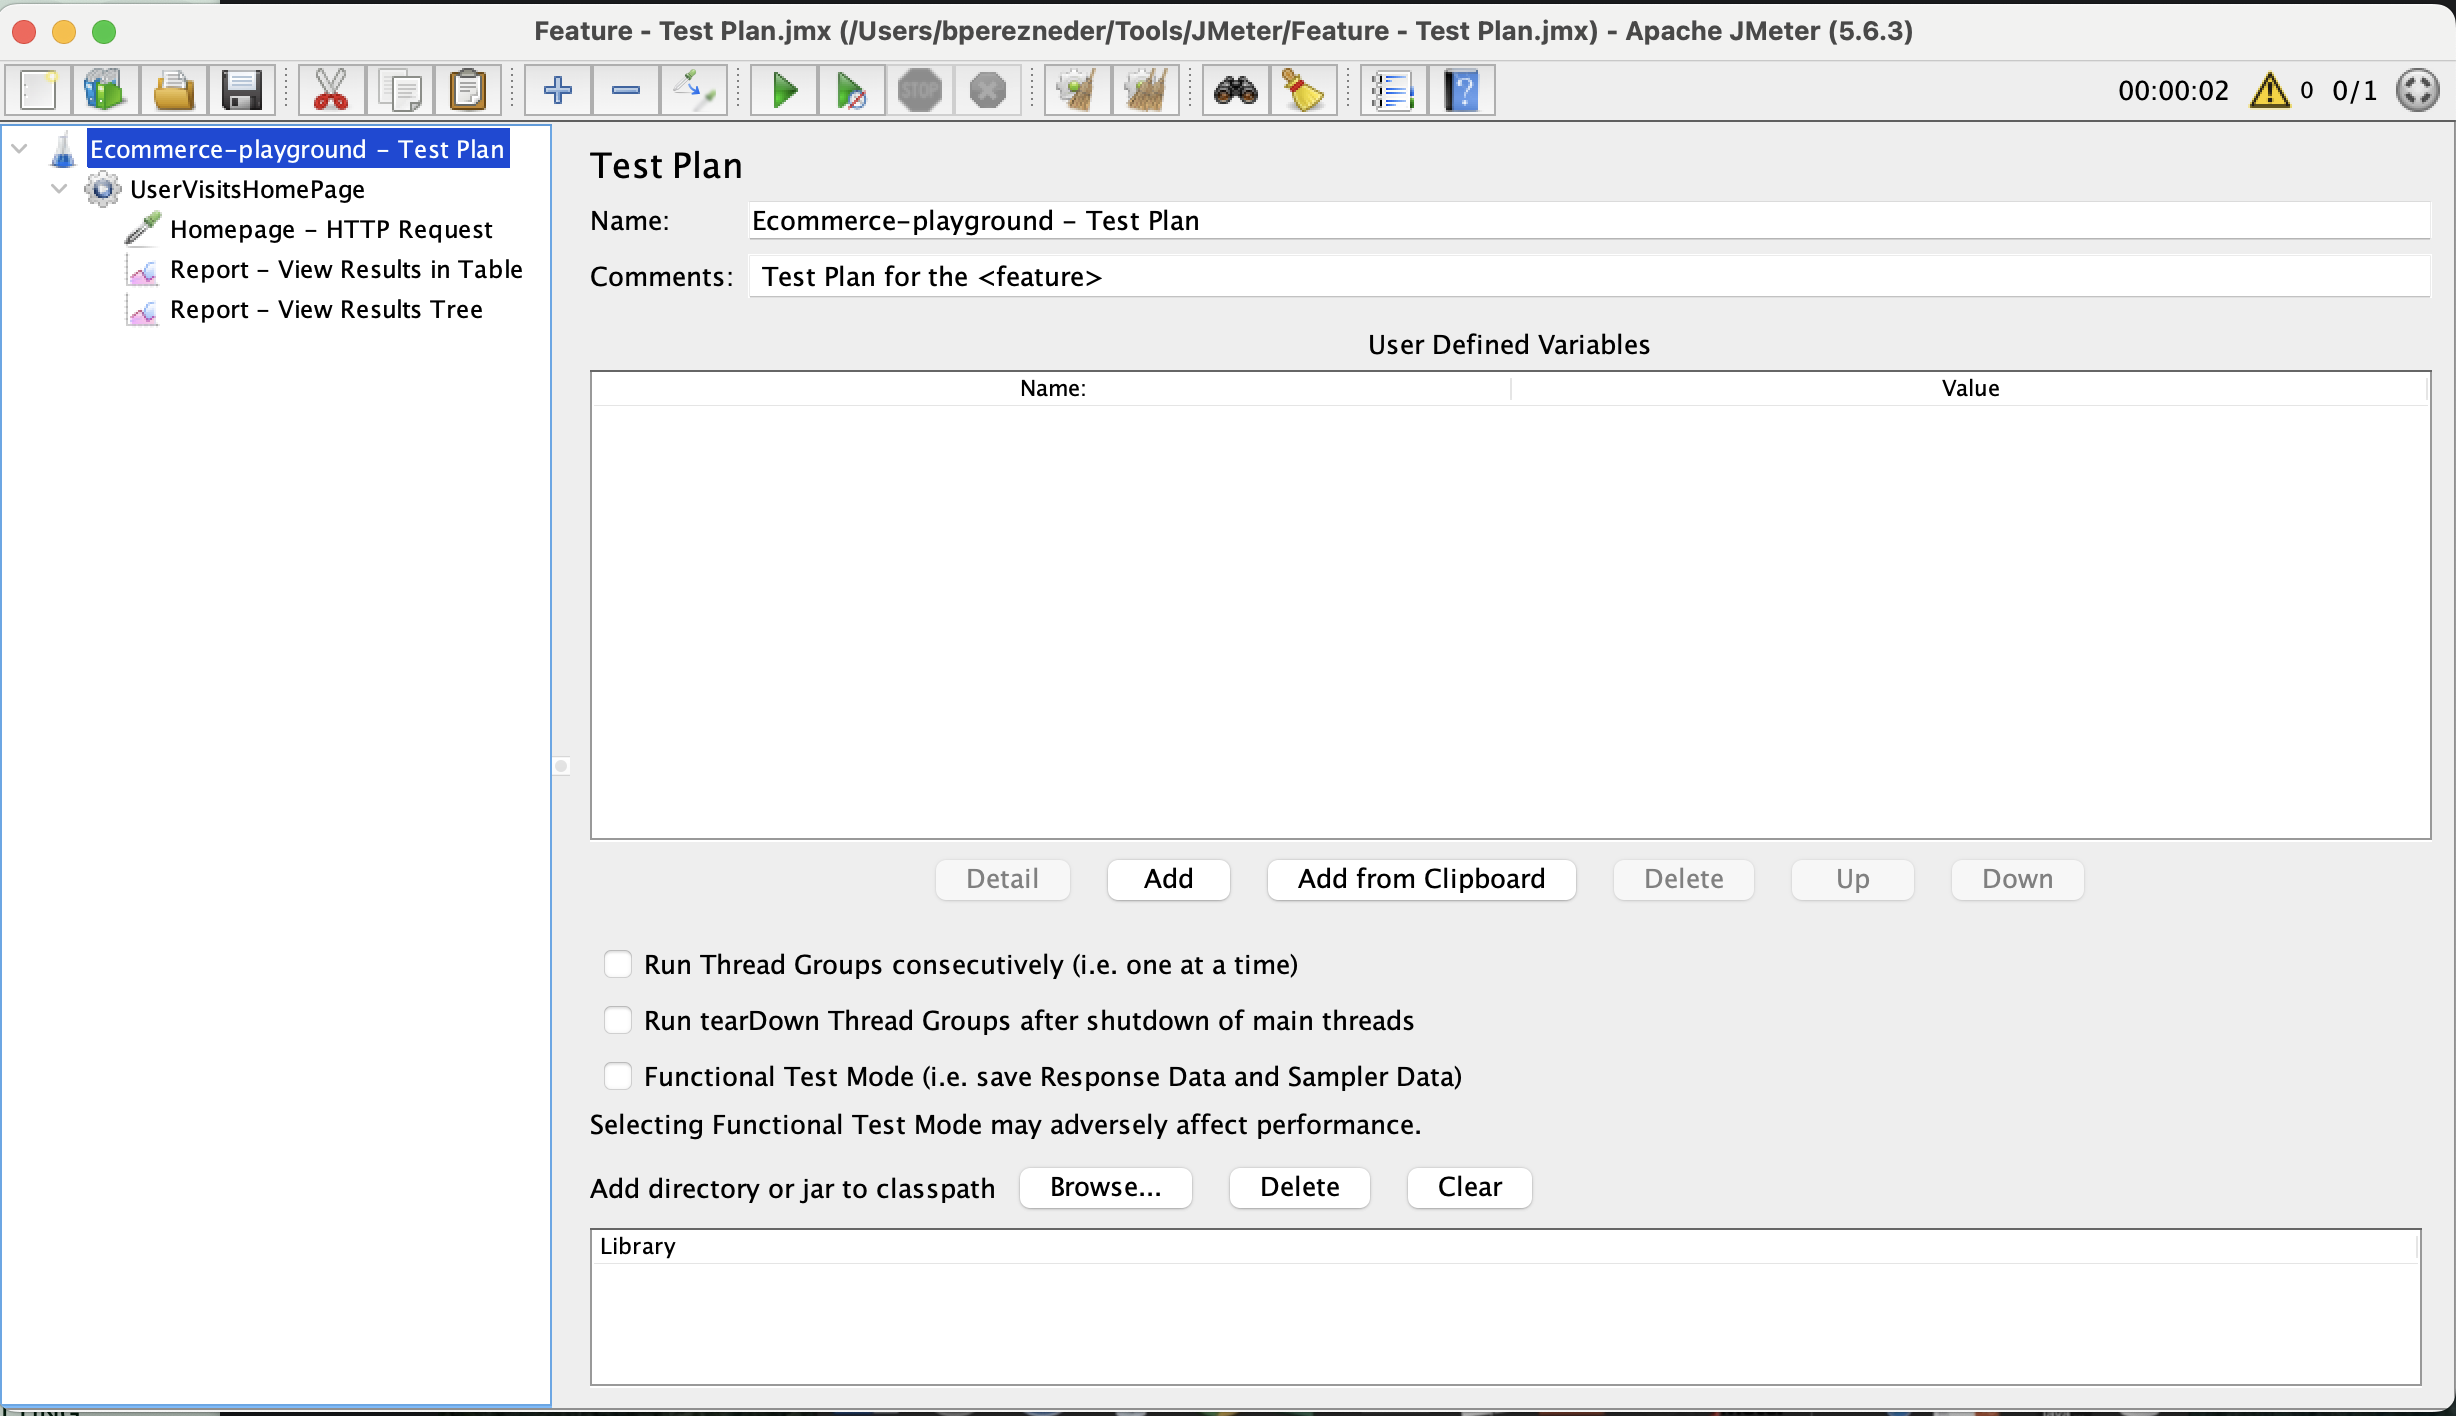 Feature - Test Plan.jmx (/Users/bperezneder/Tools/JMeter/Feature - Test Plan.jmx) - Apache JMeter (5.6.3)
STOP
?
00:00:02 0 0/1
Ecommerce-playground - Test Plan
UserVisitsHomePage
Homepage - HTTP Request
Report - View Results in Table
Report - View Results Tree
Test Plan
Name: Ecommerce-playground - Test Plan
Comments: Test Plan for the <feature>
User Defined Variables
Name: Value
Detail Add Add from Clipboard Delete Up Down
Run Thread Groups consecutively (i.e. one at a time)
Run tearDown Thread Groups after shutdown of main threads
Functional Test Mode (i.e. save Response Data and Sampler Data)
Selecting Functional Test Mode may adversely affect performance.
Add directory or jar to classpath Browse... Delete Clear
Library